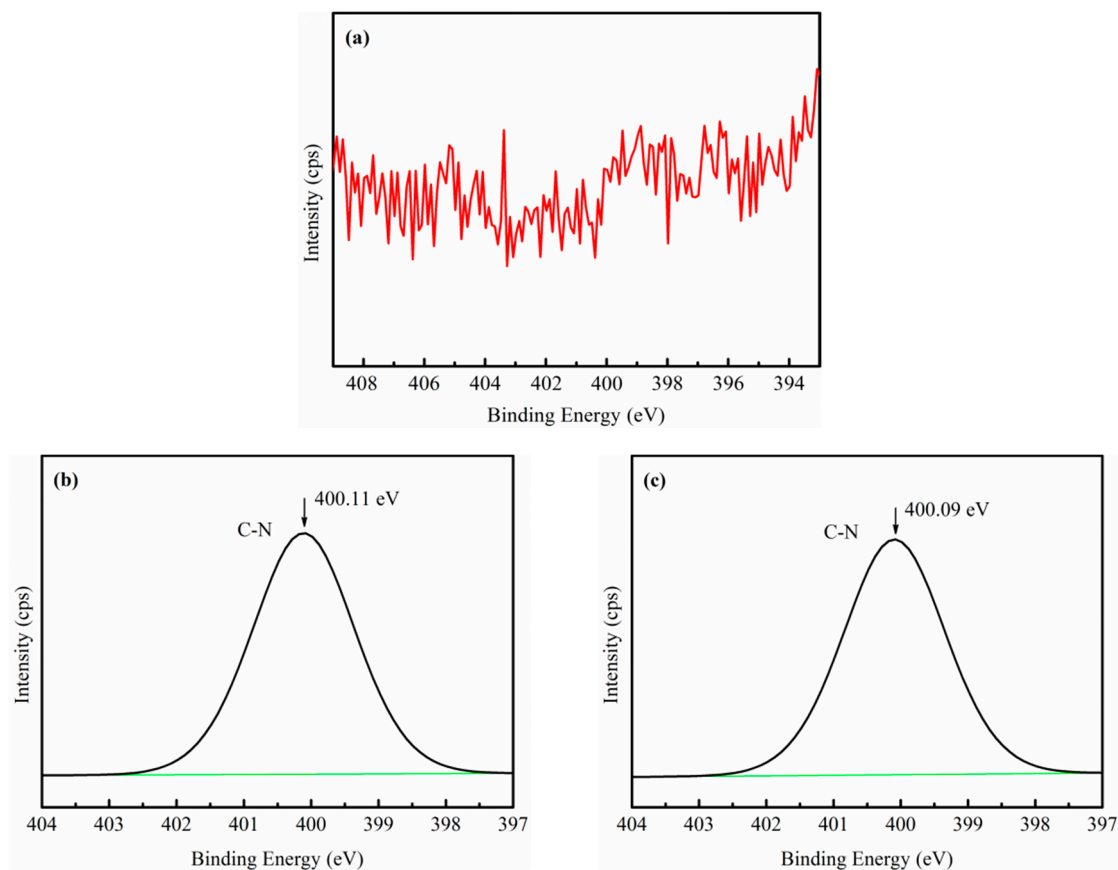 (a)
Intensity (cps)
408 406 404 402 400 398 396 394
Binding Energy (eV)
(b)
400.11 eV
C-N
Intensity (cps)
404 403 402 401 400 399 398 397
Binding Energy (eV)
(c)
400.09 eV
C-N
Intensity (cps)
404 403 402 401 400 399 398 397
Binding Energy (eV)